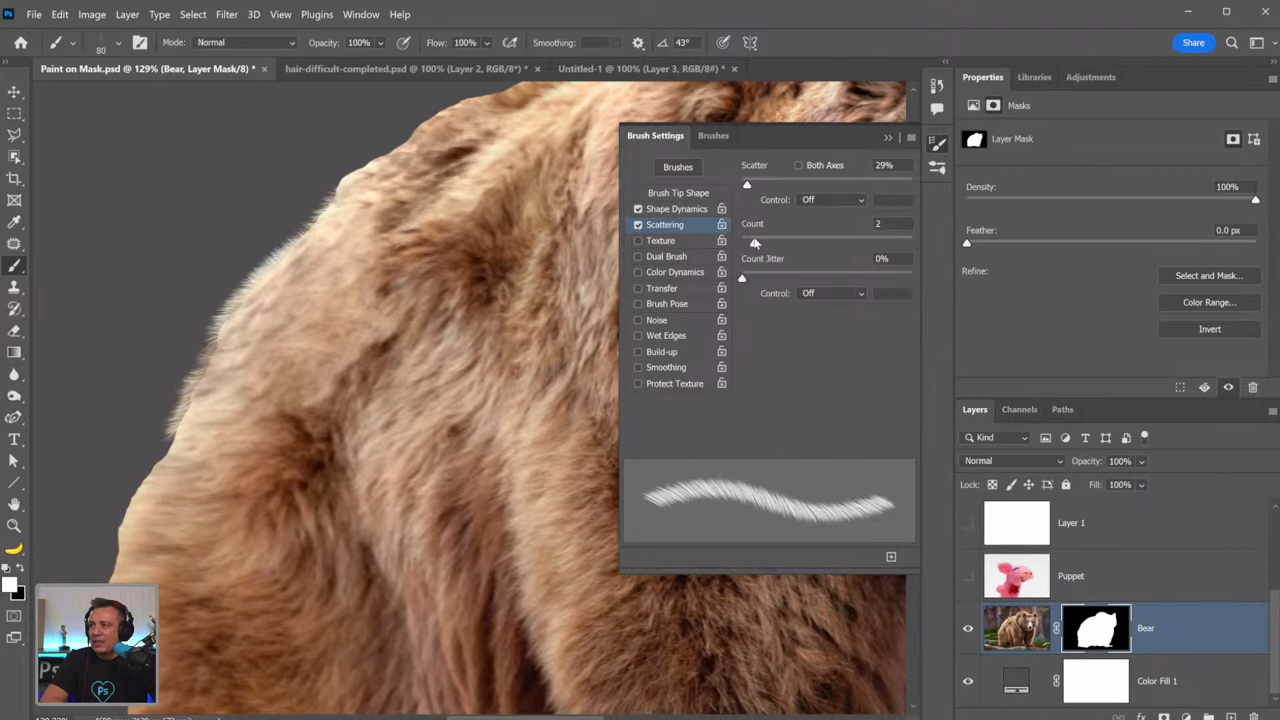 Ps File Edit Image Layer Type Select Filter 3D View Plugins Window Help
80 Mode: Normal Opacity: 100% Flow: 100% Smoothing: 43° Share
Paint on Mask.psd @ 129% (Bear, Layer Mask/8) * × hair-difficult-completed.psd @ 100% (Layer 2, RGB/8*) * × Untitled-1 @ 100% (Layer 3, RGB/8#) * ×
Brush Settings Brushes
Brushes
Brush Tip Shape
Shape Dynamics
Scattering
Texture
Dual Brush
Color Dynamics
Transfer
Brush Pose
Noise
Wet Edges
Build-up
Smoothing
Protect Texture
Scatter Both Axes 29%
Control: Off
Count 2
Count Jitter 0%
Control: Off
Properties Libraries Adjustments
Masks
Layer Mask
Density: 100%
Feather: 0.0 px
Refine: Select and Mask...
Color Range...
Invert
Layers Channels Paths
Kind
Normal Opacity: 100%
Lock: Fill: 100%
Layer 1
Puppet
Bear
Color Fill 1
Ps